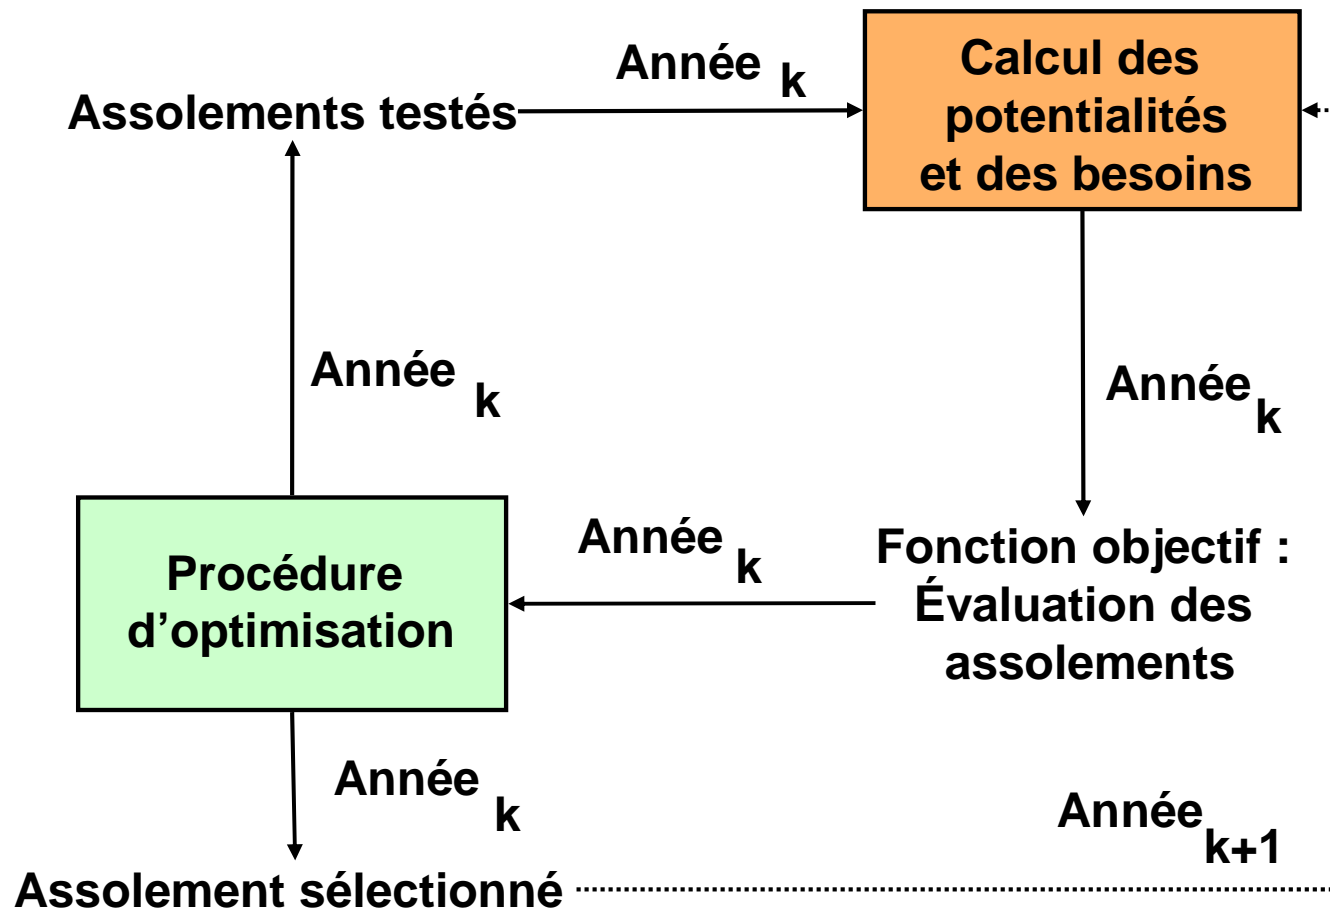 Année k
Calcul des
potentialités
et des besoins
Assolements testés
Année k
Année k
Année k
Fonction objectif :
Évaluation des
assolements
Procédure
d’optimisation
Année k
Année k+1
Assolement sélectionné